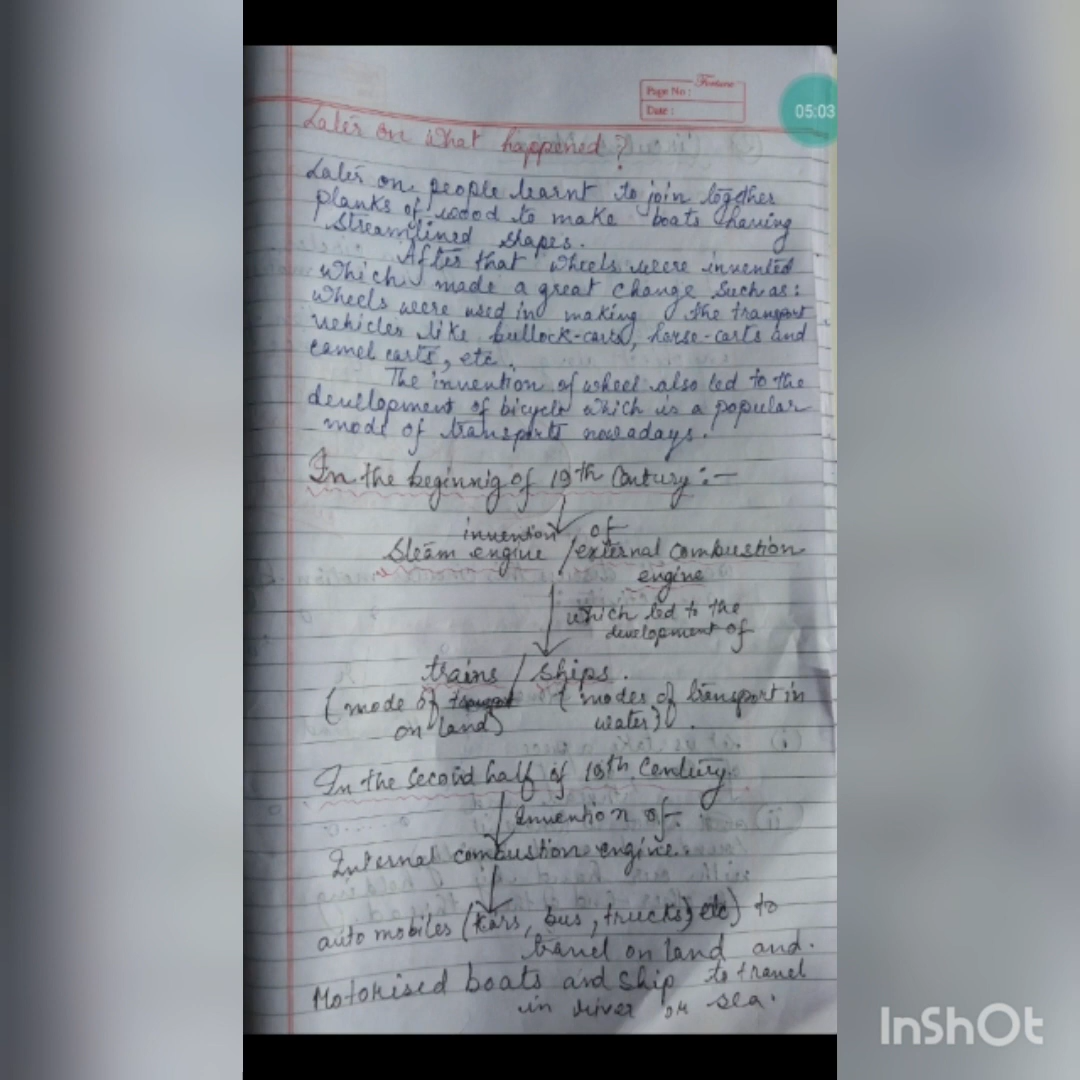 Fortune
Page No :
Date :
05:03
Later on what happened?
Later on people learnt to join together
planks of wood to make boats having
streamlined shapes.
After that wheels were invented
which made a great change such as:
wheels were used in making the transport
vehicles like bullock-carts, horse-carts and
camel carts, etc.
The invention of wheel also led to the
development of bicycle which is a popular
mode of transports nowadays.
In the beginnig of 19th Century :-
invention of
Steam engine / external combustion
engine
which led to the
development of
trains / ships.
(mode of transport (modes of transport in
on land) water).
In the second half of 19th Century.
Invention of
Internal combustion engine.
auto mobiles (cars, bus, trucks, etc) to
travel on land and.
Motorised boats and ship to travel
in river or sea.
InShOt